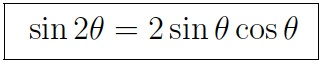 sin 2θ = 2 sin θ cos θ